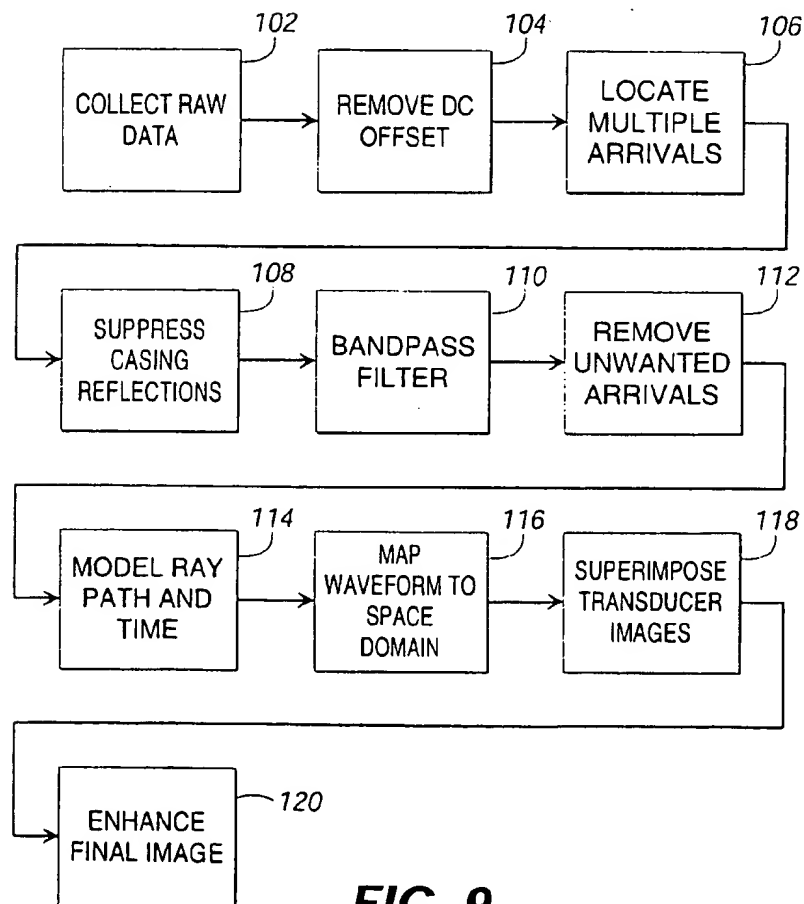 102
COLLECT RAW
DATA
104
REMOVE DC
OFFSET
106
LOCATE
MULTIPLE
ARRIVALS
108
SUPPRESS
CASING
REFLECTIONS
110
BANDPASS
FILTER
112
REMOVE
UNWANTED
ARRIVALS
114
MODEL RAY
PATH AND
TIME
116
MAP
WAVEFORM TO
SPACE
DOMAIN
118
SUPERIMPOSE
TRANSDUCER
IMAGES
120
ENHANCE
FINAL IMAGE
FIG. 9